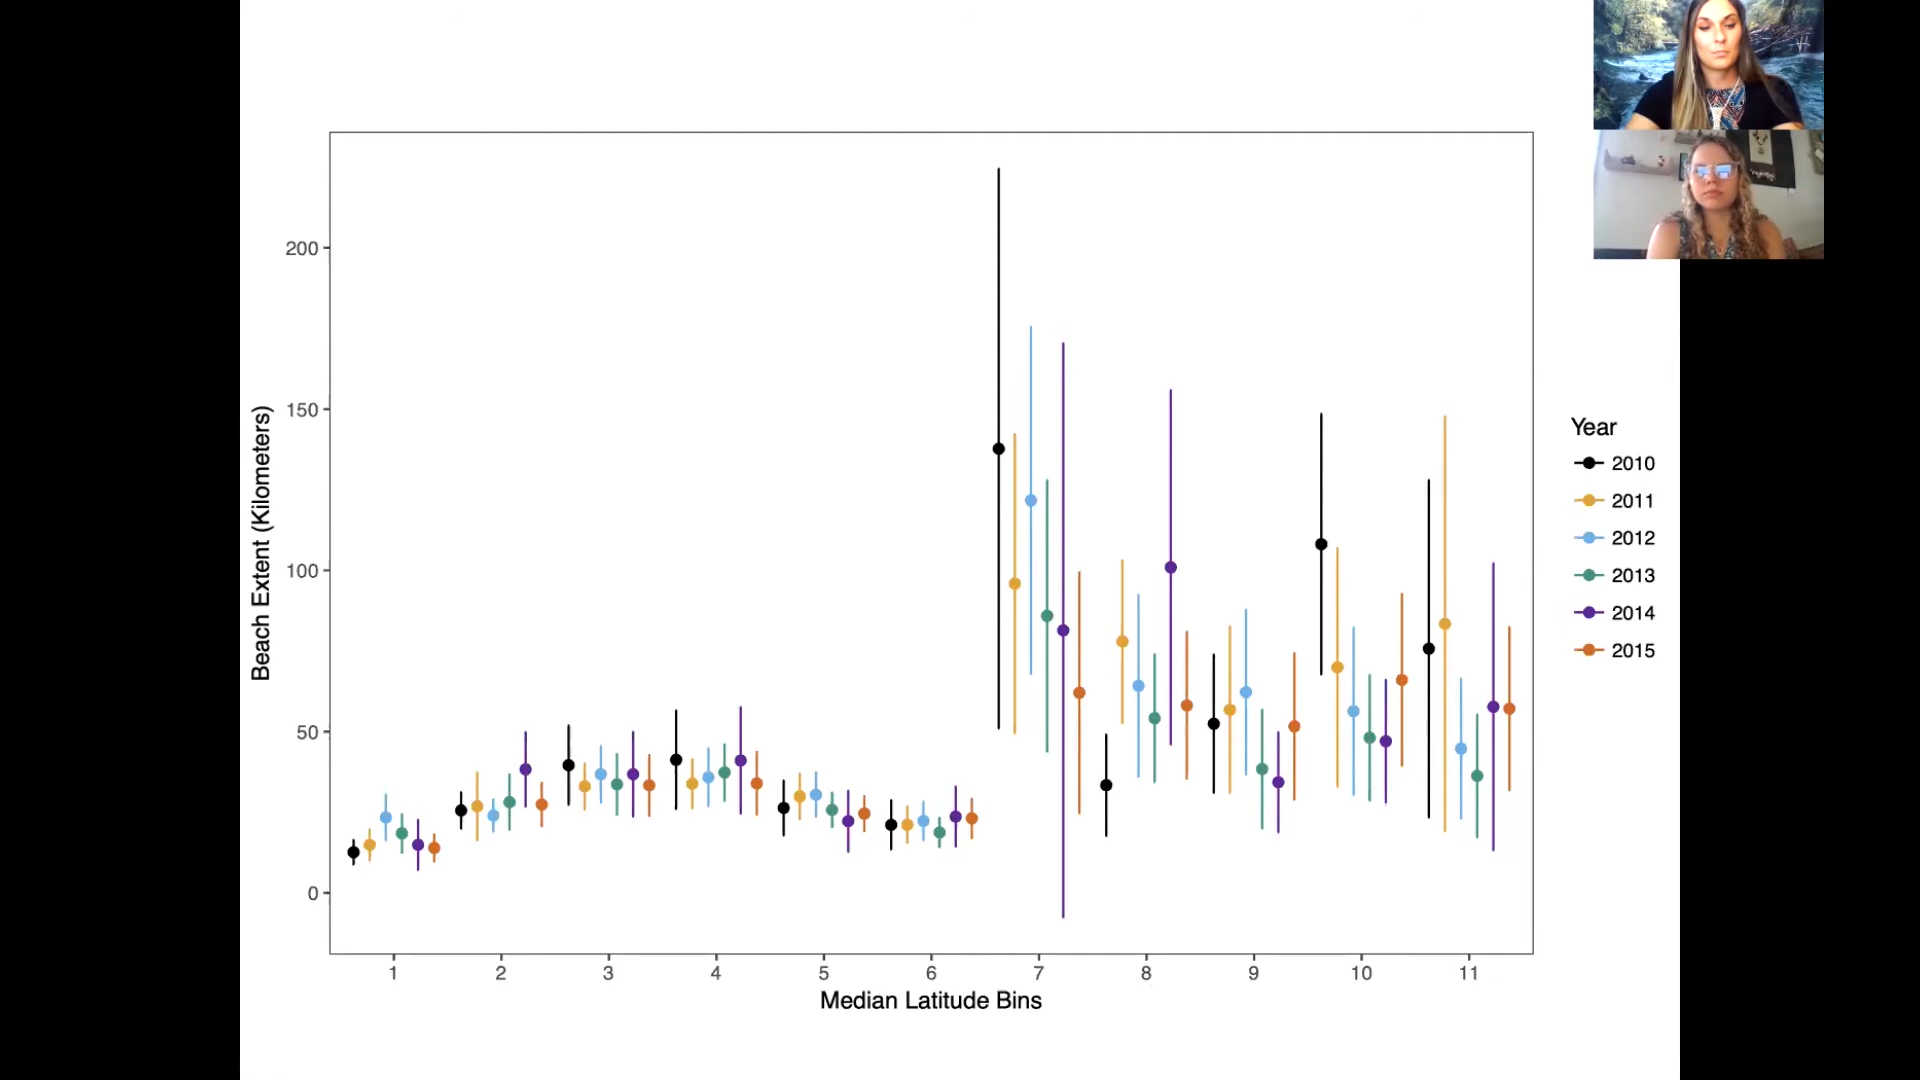 200
150
100
50
0
Beach Extent (Kilometers)
1 2 3 4 5 6 7 8 9 10 11
Median Latitude Bins
Year
2010
2011
2012
2013
2014
2015